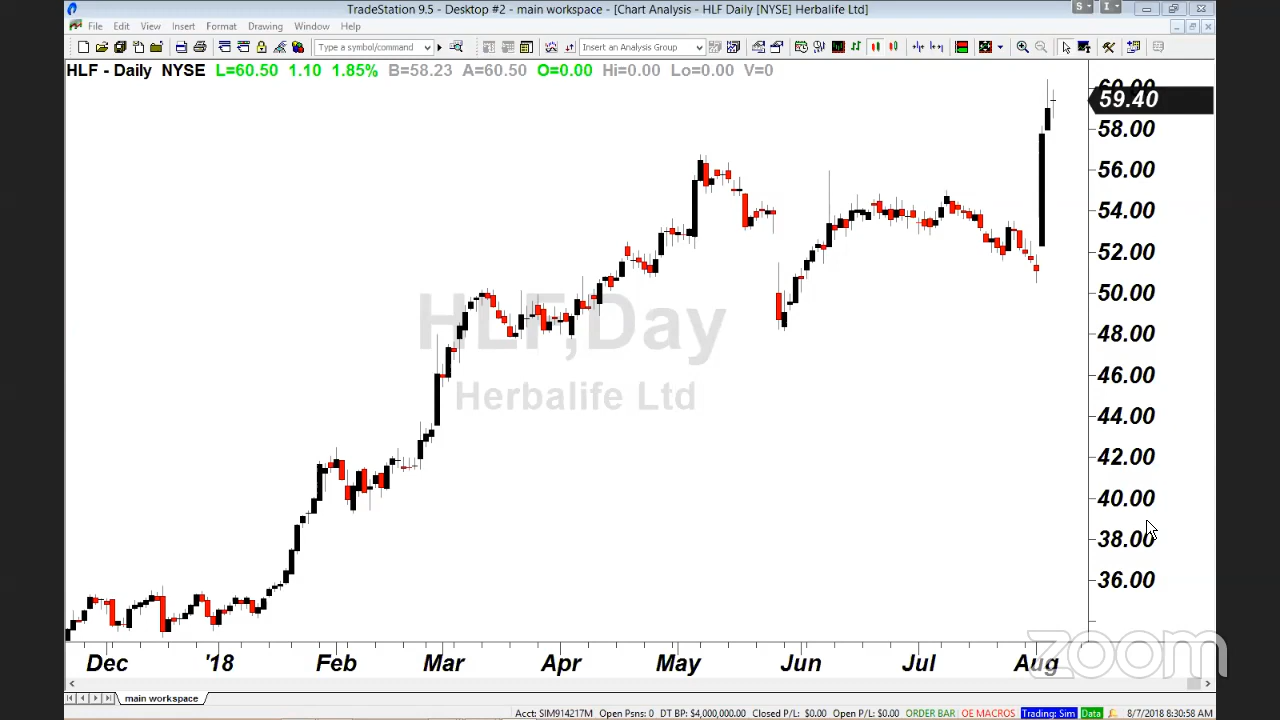 TradeStation 9.5 - Desktop #2 - main workspace - [Chart Analysis - HLF Daily [NYSE] Herbalife Ltd]
S I
File Edit View Insert Format Drawing Window Help
Type a symbol/command Insert an Analysis Group
HLF - Daily NYSE L=60.50 1.10 1.85% B=58.23 A=60.50 O=0.00 Hi=0.00 Lo=0.00 V=0
60.00
59.40
58.00
56.00
54.00
52.00
50.00
HLF,Day
48.00
46.00
Herbalife Ltd
44.00
42.00
40.00
38.00
36.00
Dec '18 Feb Mar Apr May Jun Jul Aug
zoom
main workspace
Acct: SIM914217M Open Psns: 0 DT BP: $4,000,000.00 Closed P/L: $0.00 Open P/L: $0.00 ORDER BAR OE MACROS Trading: Sim Data 8/7/2018 8:30:58 AM